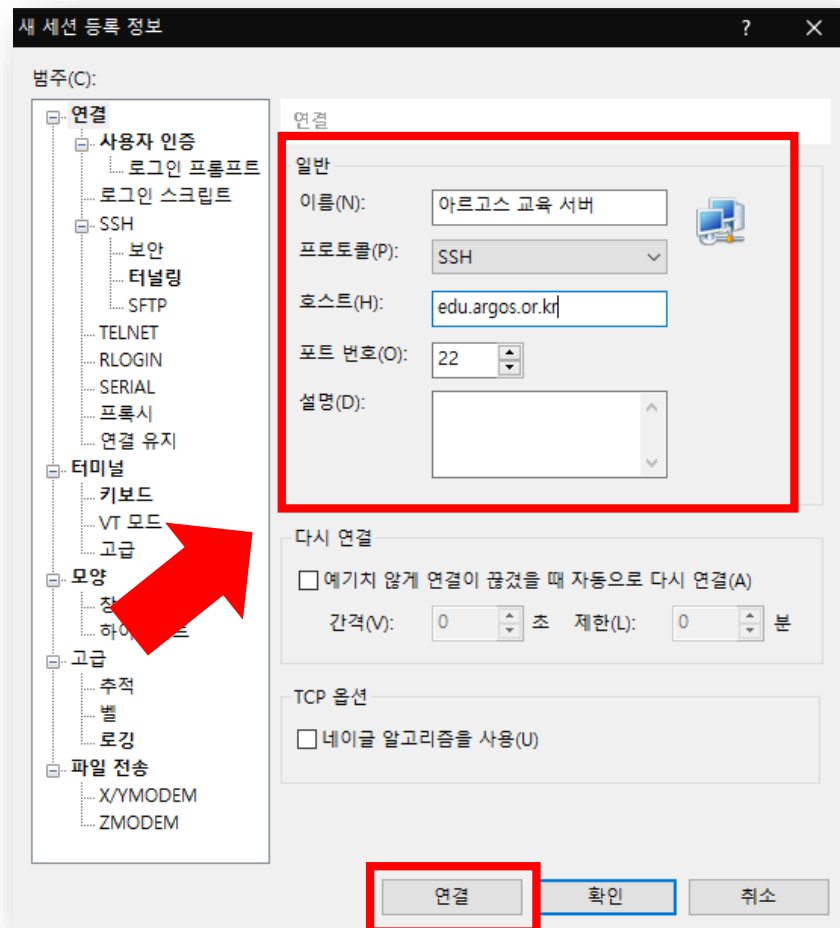 새 세션 등록 정보
범주(C):
연결
사용자 인증
로그인 프롬프트
로그인 스크립트
SSH
보안
터널링
SFTP
TELNET
RLOGIN
SERIAL
프록시
연결 유지
터미널
키보드
VT 모드
고급
모양
창
고급
추적
벨
로깅
파일 전송
X/YMODEM
ZMODEM
연결
일반
이름(N): 아르고스 교육 서버
프로토콜(P): SSH
호스트(H): edu.argos.or.kr
포트 번호(O): 22
설명(D):
다시 연결
예기치 않게 연결이 끊겼을 때 자동으로 다시 연결(A)
간격(V): 0 초 제한(L): 0 분
TCP 옵션
네이글 알고리즘을 사용(U)
연결 확인 취소